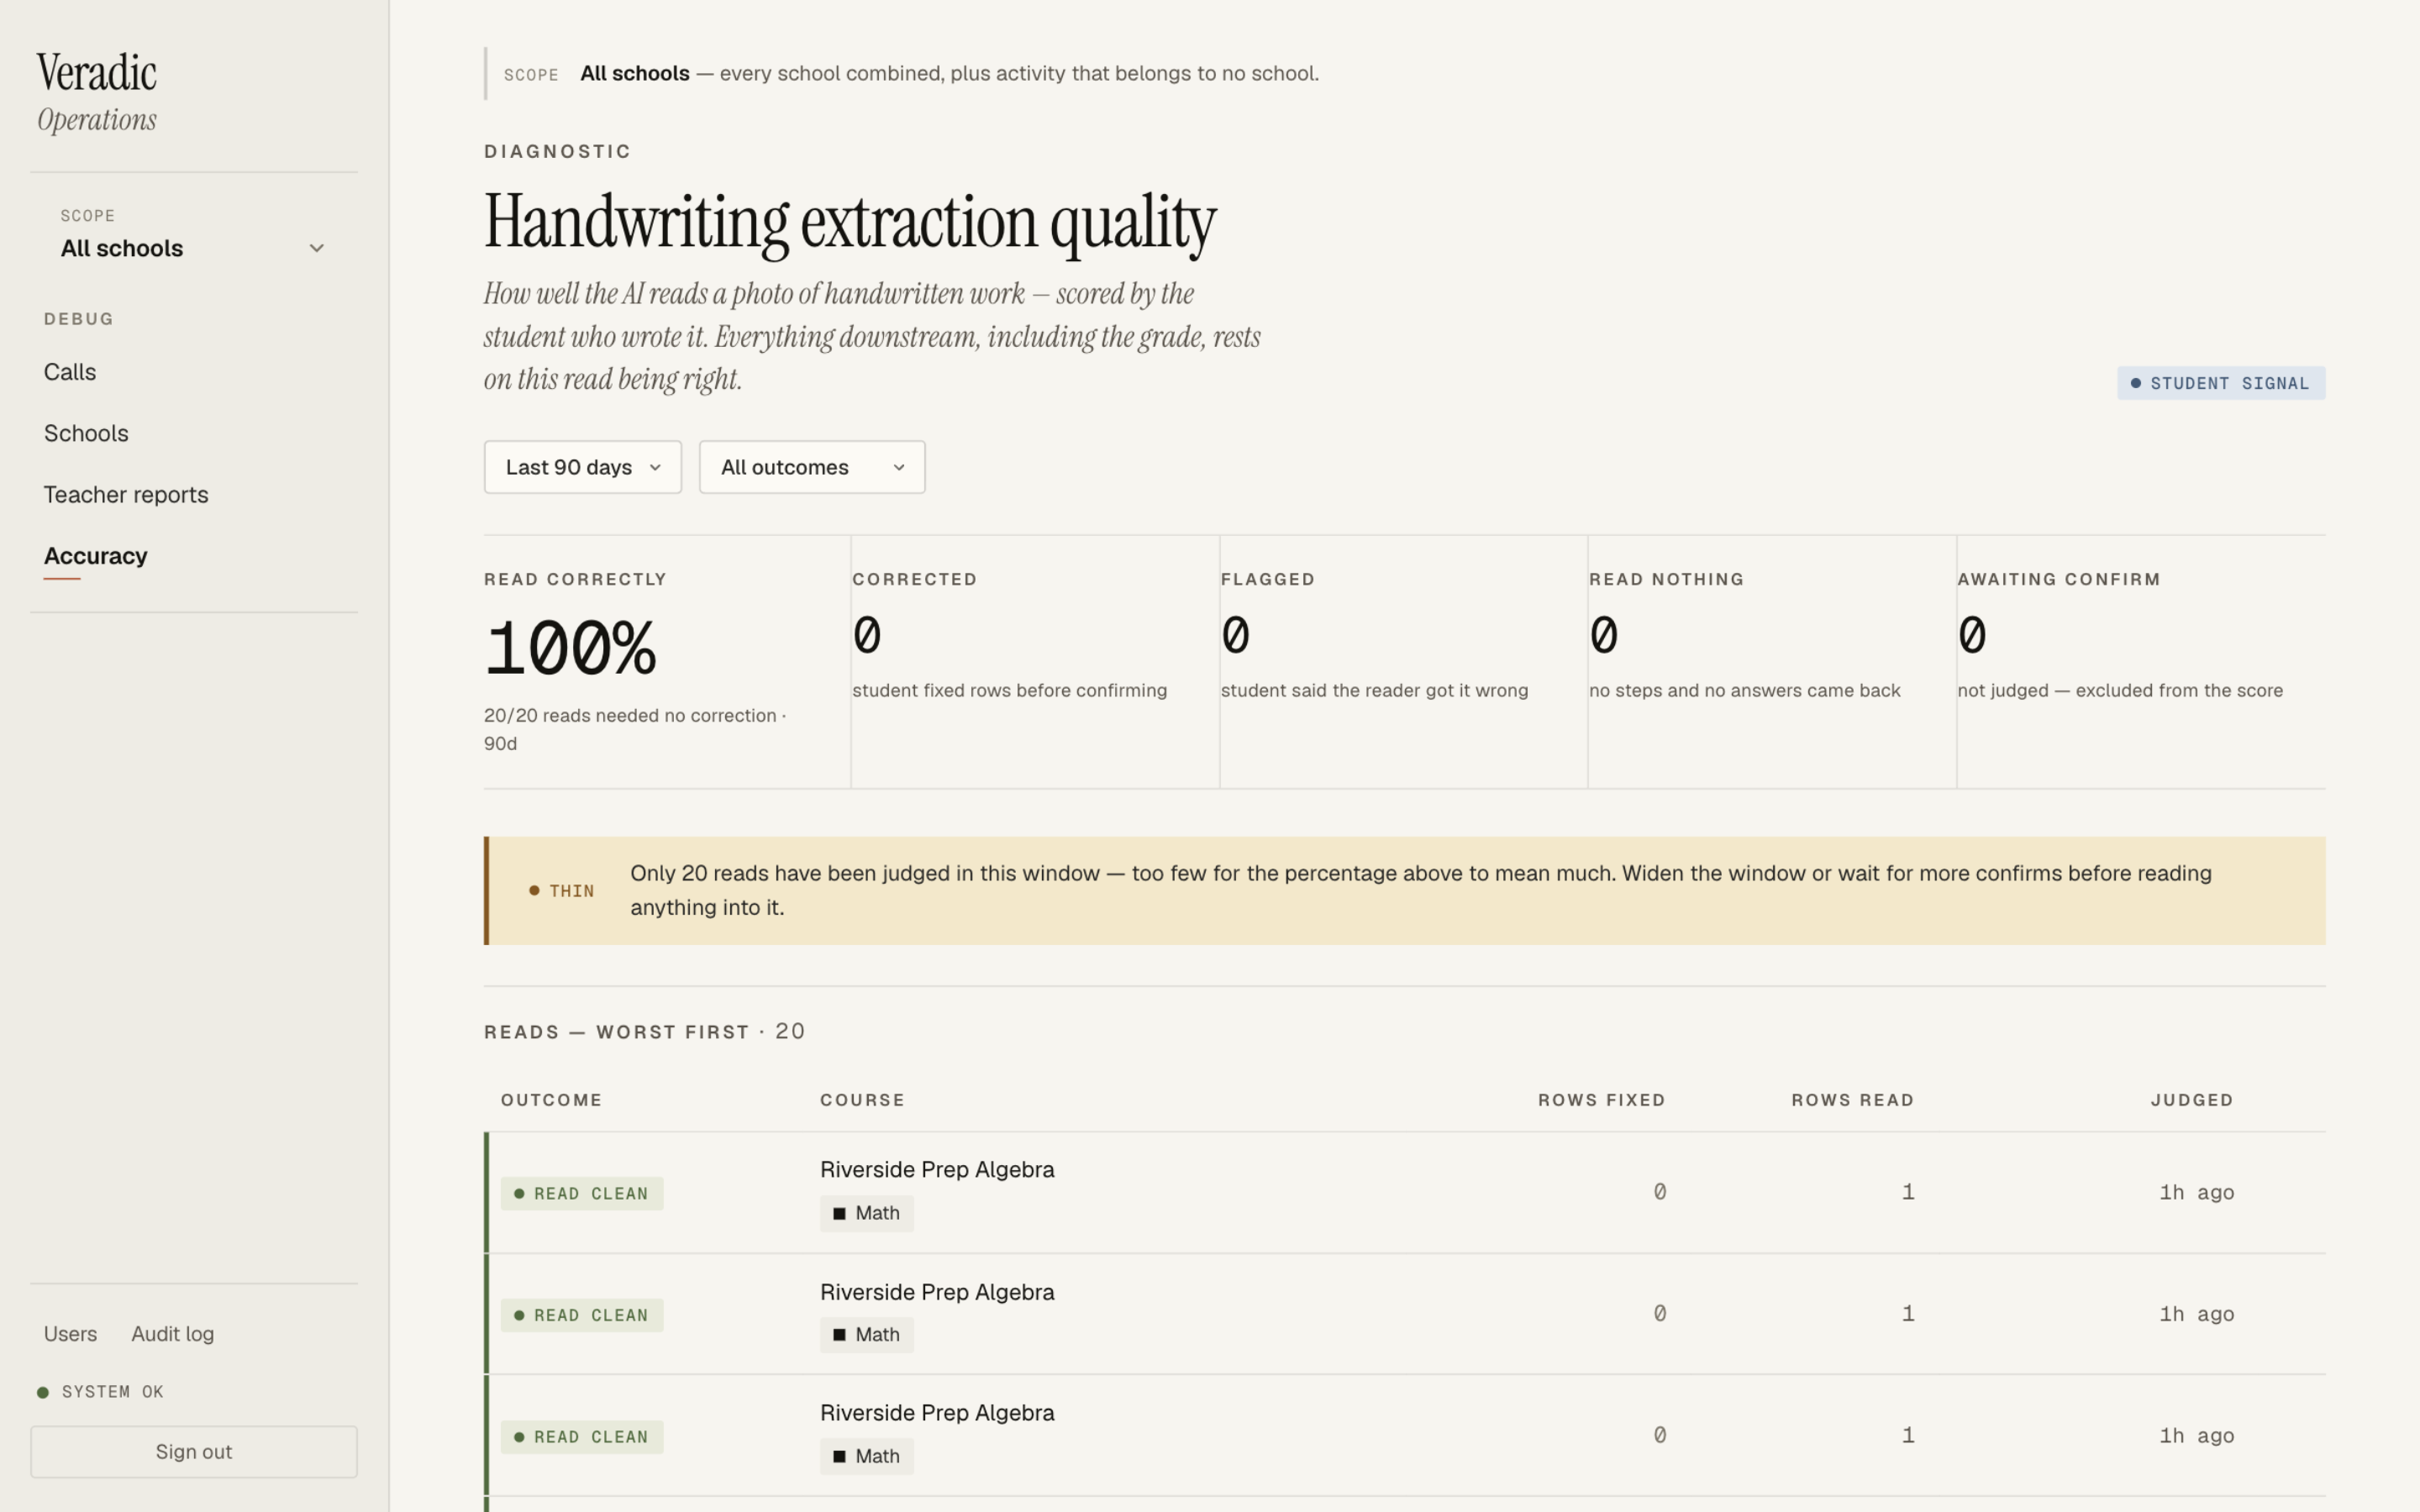 Veradic
Operations
SCOPE
All schools
DEBUG
Calls
Schools
Teacher reports
Accuracy
Users Audit log
SYSTEM OK
Sign out
SCOPE All schools — every school combined, plus activity that belongs to no school.
DIAGNOSTIC
Handwriting extraction quality
How well the AI reads a photo of handwritten work — scored by the
student who wrote it. Everything downstream, including the grade, rests
on this read being right.
STUDENT SIGNAL
Last 90 days All outcomes
READ CORRECTLY
100%
20/20 reads needed no correction ·
90d
CORRECTED
0
student fixed rows before confirming
FLAGGED
0
student said the reader got it wrong
READ NOTHING
0
no steps and no answers came back
AWAITING CONFIRM
0
not judged — excluded from the score
THIN
Only 20 reads have been judged in this window — too few for the percentage above to mean much. Widen the window or wait for more confirms before reading
anything into it.
READS — WORST FIRST · 20
OUTCOME COURSE ROWS FIXED ROWS READ JUDGED
READ CLEAN Riverside Prep Algebra 0 1 1h ago
Math
READ CLEAN Riverside Prep Algebra 0 1 1h ago
Math
READ CLEAN Riverside Prep Algebra 0 1 1h ago
Math